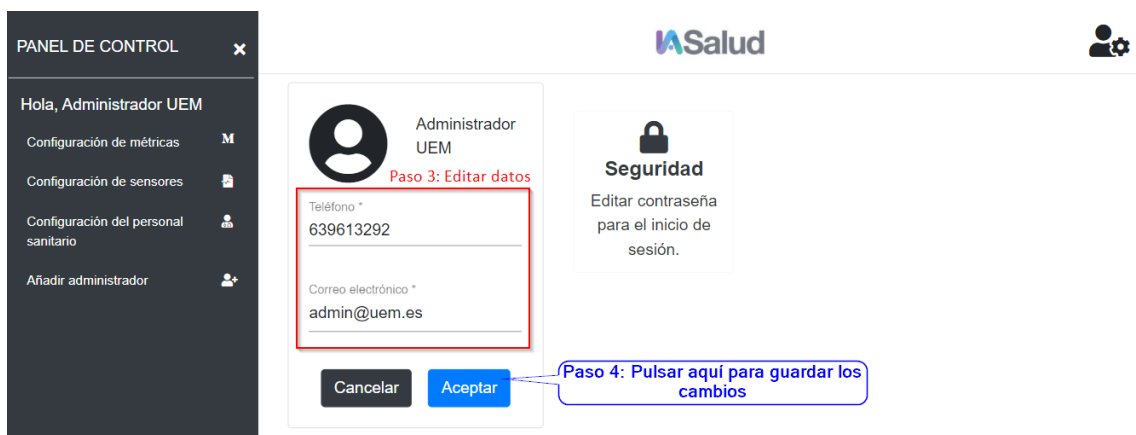 PANEL DE CONTROL
Hola, Administrador UEM
Configuración de métricas
M
Configuración de sensores
Configuración del personal
sanitario
Añadir administrador
IASalud
Administrador
UEM
Paso 3: Editar datos
Teléfono *
639613292
Correo electrónico *
admin@uem.es
Cancelar
Aceptar
Seguridad
Editar contraseña
para el inicio de
sesión.
Paso 4: Pulsar aquí para guardar los
cambios